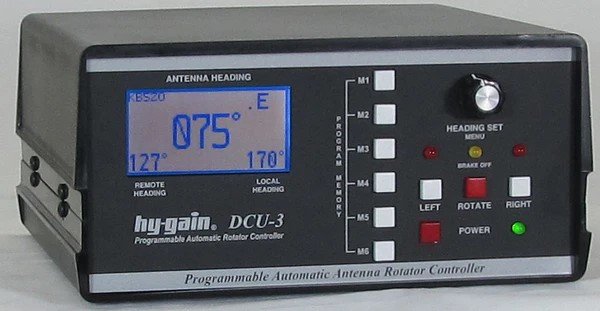 ANTENNA HEADING
KB5ZU
.E
075°
127°
170°
REMOTE
HEADING
LOCAL
HEADING
hy-gain® DCU-3
Programmable Automatic Rotator Controller
PROGRAM MEMORY
M1
M2
M3
M4
M5
M6
HEADING SET
MENU
BRAKE OFF
LEFT
ROTATE
RIGHT
POWER
Programmable Automatic Antenna Rotator Controller